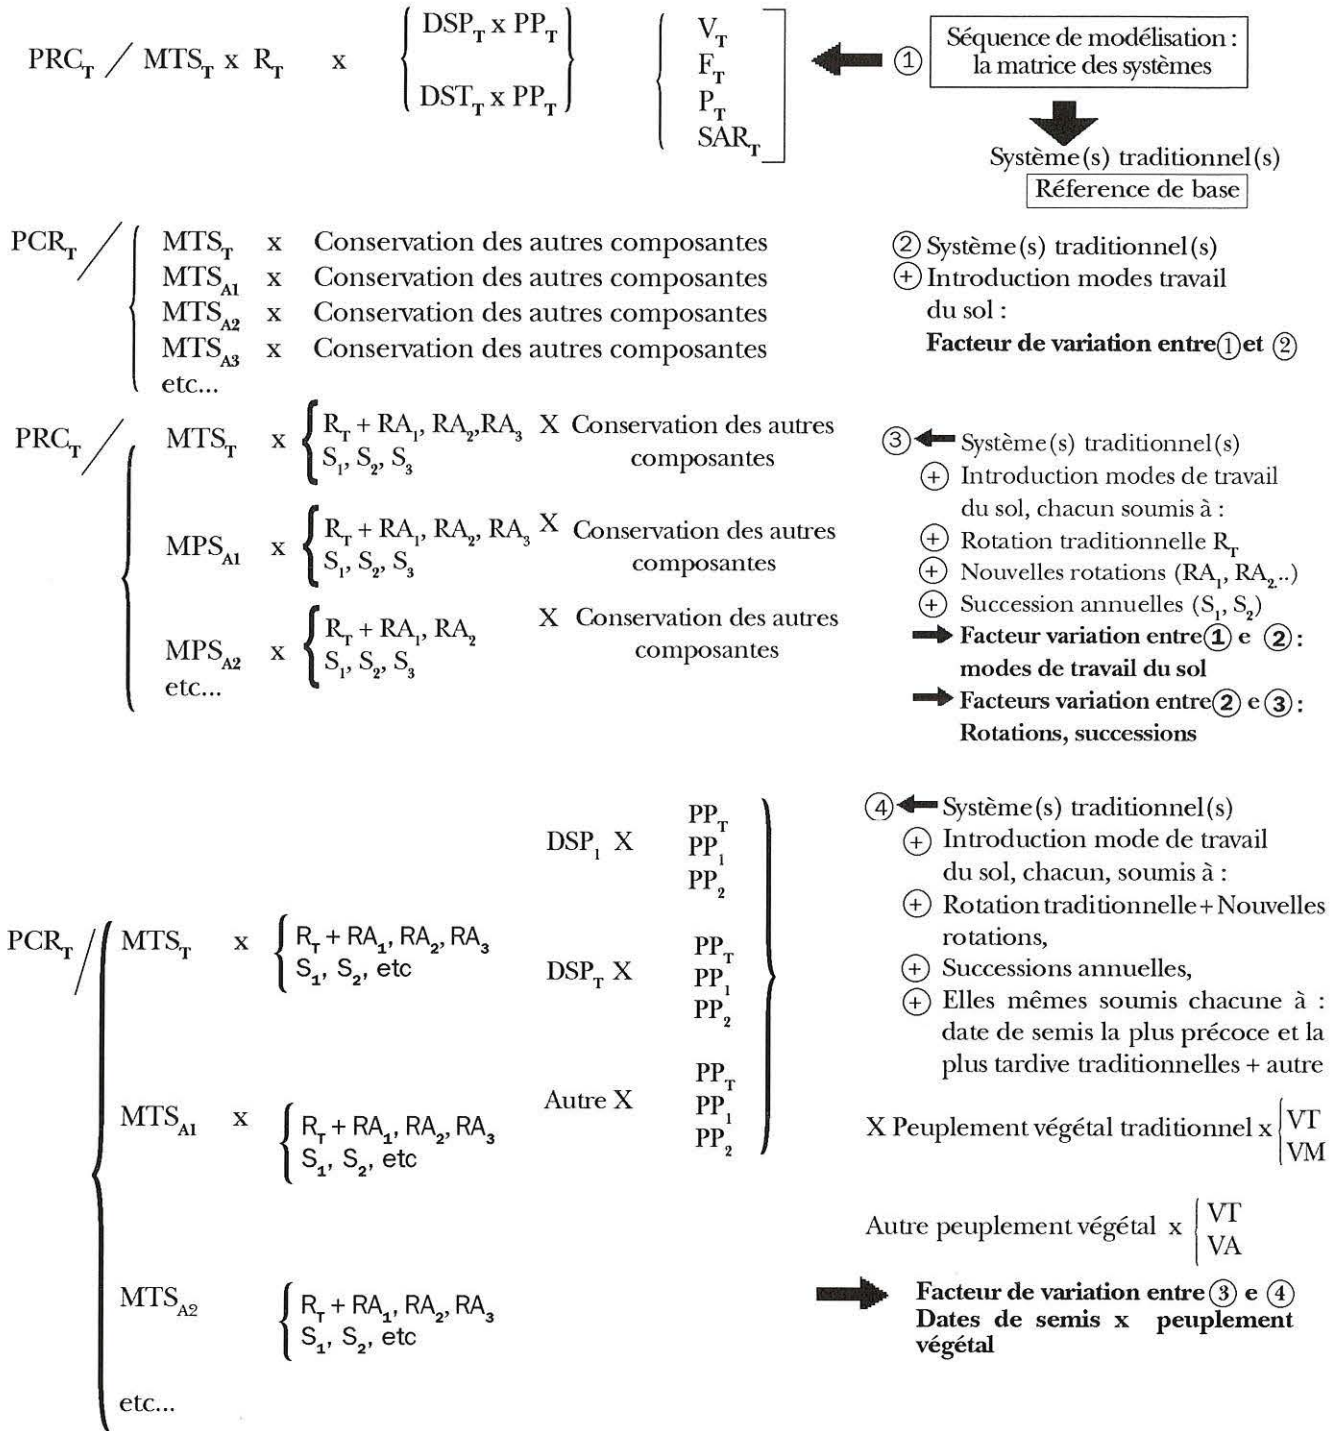 PRC_T / MTS_T x R_T x { DSP_T x PP_T
DST_T x PP_T }
{ V_T
F_T
P_T
SAR_T ]
① Séquence de modélisation :
la matrice des systèmes
Système(s) traditionnel(s)
Réference de base
PCR_T / { MTS_T x Conservation des autres composantes
MTS_A1 x Conservation des autres composantes
MTS_A2 x Conservation des autres composantes
MTS_A3 x Conservation des autres composantes
etc...
② Système(s) traditionnel(s)
⊕ Introduction modes travail
du sol :
Facteur de variation entre ① et ②
PRC_T / { MTS_T x { R_T + RA_1, RA_2,RA_3 X Conservation des autres
S_1, S_2, S_3 composantes
MPS_A1 x { R_T + RA_1, RA_2, RA_3 X Conservation des autres
S_1, S_2, S_3 composantes
MPS_A2 x { R_T + RA_1, RA_2 X Conservation des autres
S_1, S_2, S_3 composantes
etc...
③ Système(s) traditionnel(s)
⊕ Introduction modes de travail
du sol, chacun soumis à :
⊕ Rotation traditionnelle R_T
⊕ Nouvelles rotations (RA_1, RA_2..)
⊕ Succession annuelles (S_1, S_2)
Facteur variation entre ① e ② :
modes de travail du sol
Facteurs variation entre ② e ③ :
Rotations, successions
PCR_T / { MTS_T x { R_T + RA_1, RA_2, RA_3
S_1, S_2, etc
MTS_A1 x { R_T + RA_1, RA_2, RA_3
S_1, S_2, etc
MTS_A2 { R_T + RA_1, RA_2, RA_3
S_1, S_2, etc
etc...
DSP_1 X PP_T
PP_1
PP_2
DSP_T X PP_T
PP_1
PP_2
Autre X PP_T
PP_1
PP_2 }
④ Système(s) traditionnel(s)
⊕ Introduction mode de travail
du sol, chacun, soumis à :
⊕ Rotation traditionnelle + Nouvelles
rotations,
⊕ Successions annuelles,
⊕ Elles mêmes soumis chacune à :
date de semis la plus précoce et la
plus tardive traditionnelles + autre
X Peuplement végétal traditionnel x { VT
VM
Autre peuplement végétal x { VT
VA
Facteur de variation entre ③ e ④
Dates de semis x peuplement
végétal